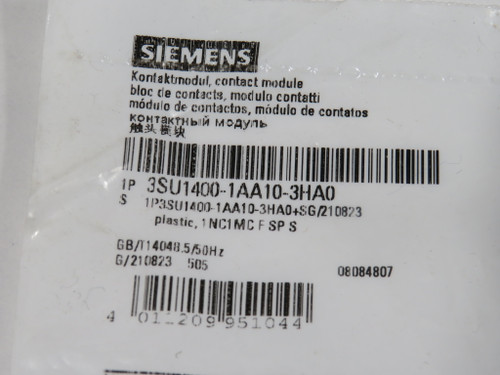 SIEMENS
Kontaktmodul, contact module
bloc de contacts, modulo contatti
módulo de contactos, módulo de contatos
контактный модуль
触头模块
1P 3SU1400-1AA10-3HA0
S 1P3SU1400-1AA10-3HA0+SG/210823
plastic, 1NC1MC F SP S
GB/T14048.5/50Hz
G/210823 505 08084807
4 011209 951044